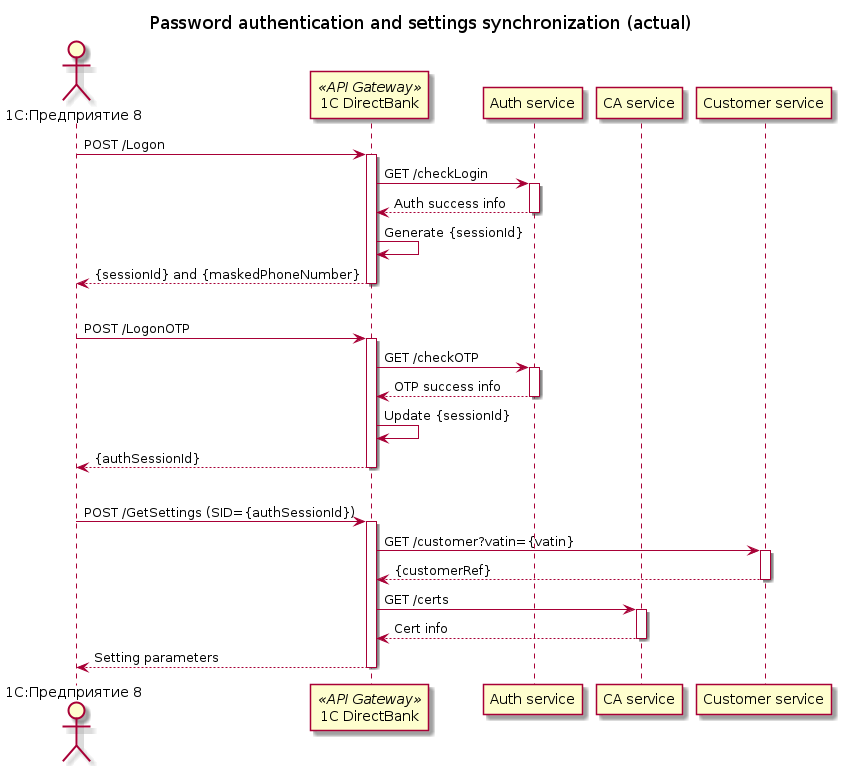 Password authentication and settings synchronization (actual)
1C:Предприятие 8
«API Gateway»
1C DirectBank
Auth service
CA service
Customer service
POST /Logon
GET /checkLogin
Auth success info
Generate {sessionId}
{sessionId} and {maskedPhoneNumber}
POST /LogonOTP
GET /checkOTP
OTP success info
Update {sessionId}
{authSessionId}
POST /GetSettings (SID={authSessionId})
GET /customer?vatin={vatin}
{customerRef}
GET /certs
Cert info
Setting parameters
1C:Предприятие 8
«API Gateway»
1C DirectBank
Auth service
CA service
Customer service